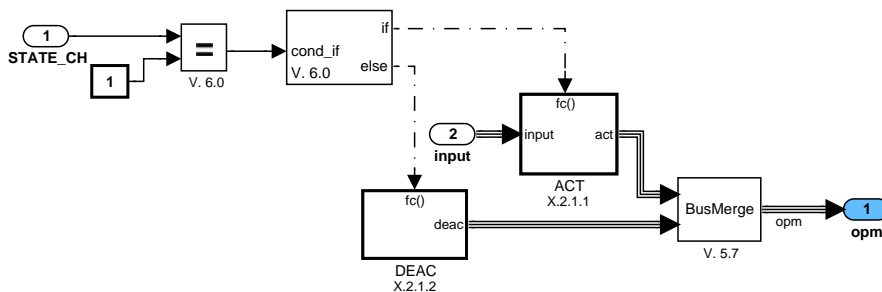 1
STATE_CH
1
=
V. 6.0
cond_if
V. 6.0
if
else
2
input
fc()
input
act
ACT
X.2.1.1
fc()
deac
DEAC
X.2.1.2
BusMerge
V. 5.7
opm
1
opm